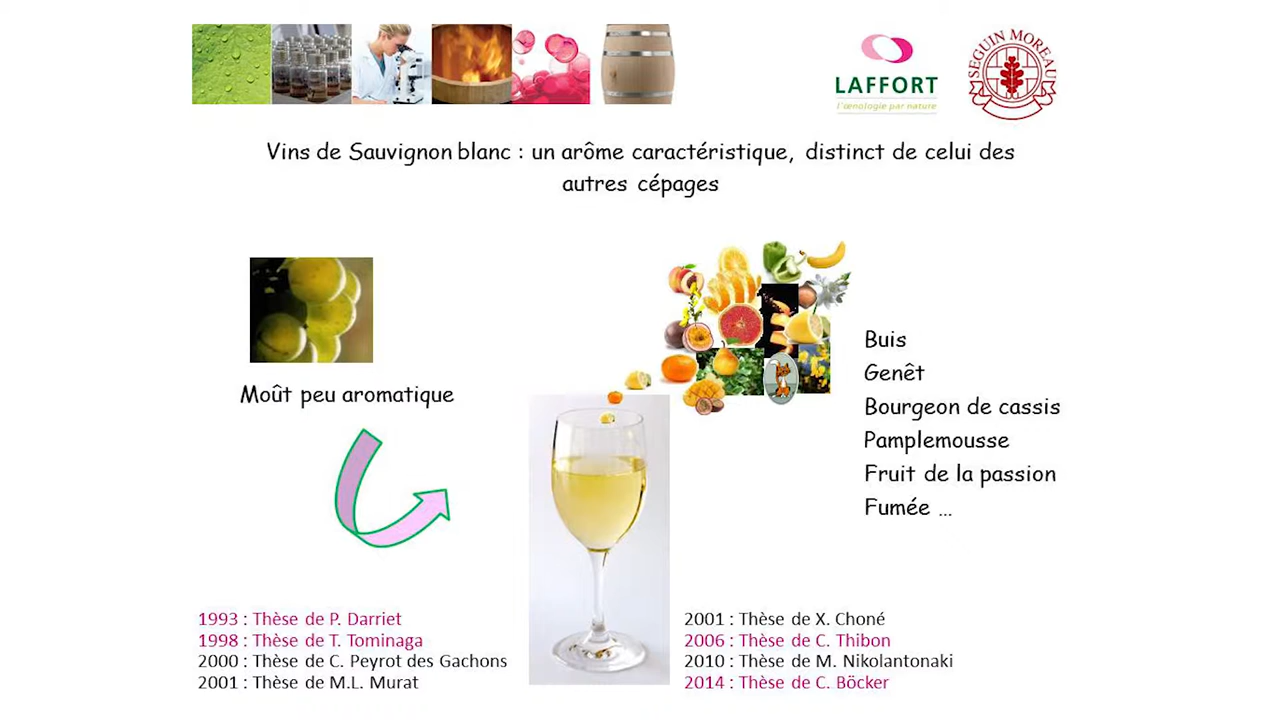 LAFFORT
l'œnologie par nature
SEGUIN MOREAU
Vins de Sauvignon blanc : un arôme caractéristique, distinct de celui des
autres cépages
Moût peu aromatique
Buis
Genêt
Bourgeon de cassis
Pamplemousse
Fruit de la passion
Fumée …
1993 : Thèse de P. Darriet
1998 : Thèse de T. Tominaga
2000 : Thèse de C. Peyrot des Gachons
2001 : Thèse de M.L. Murat
2001 : Thèse de X. Choné
2006 : Thèse de C. Thibon
2010 : Thèse de M. Nikolantonaki
2014 : Thèse de C. Böcker